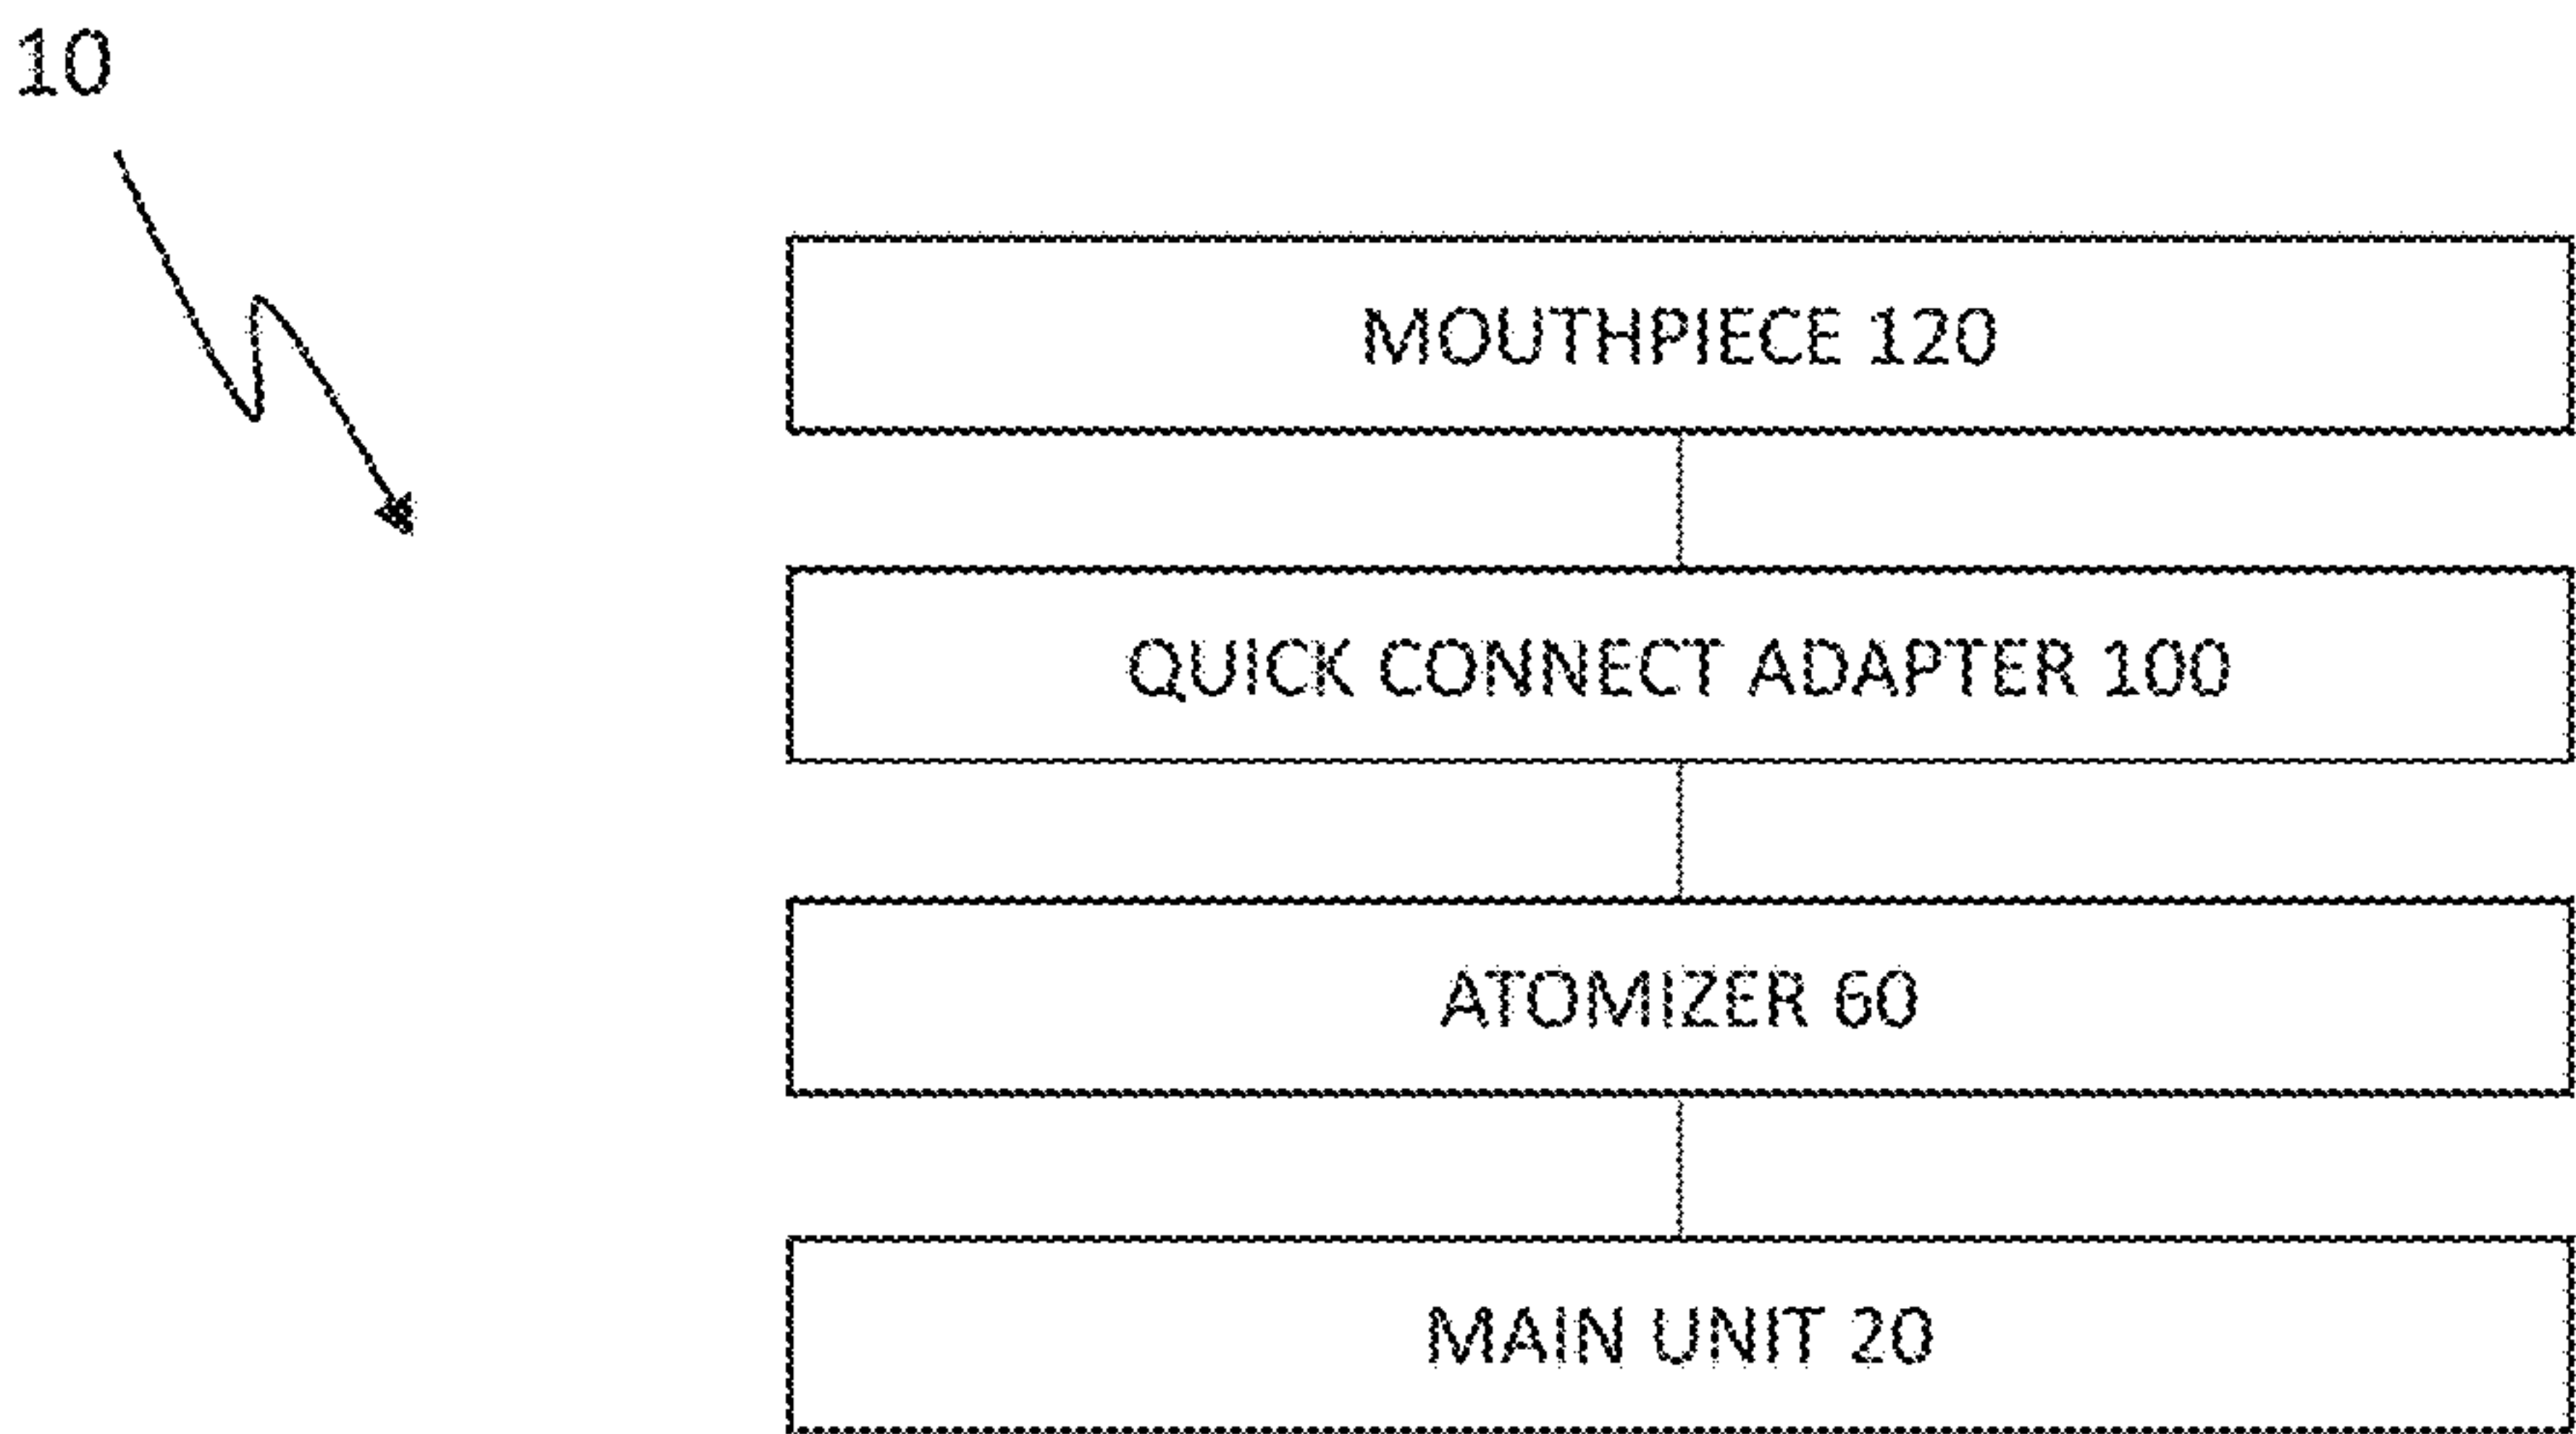 10
MOUTHPIECE 120
QUICK CONNECT ADAPTER 100
ATOMIZER 60
MAIN UNIT 20